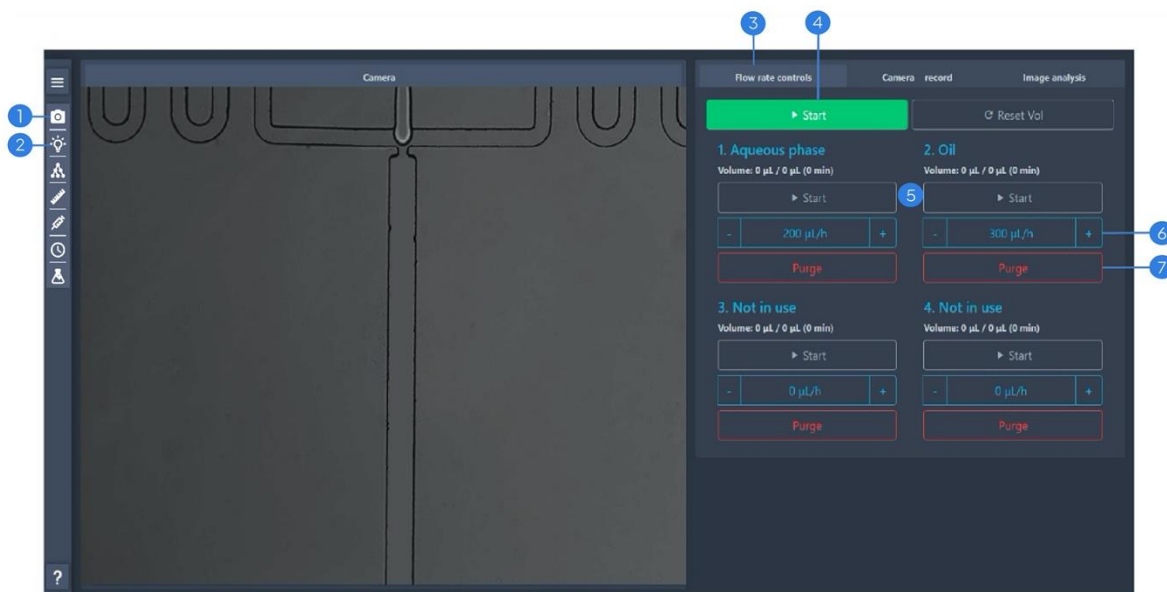 3 4
Camera
Flow rate controls Camera record Image analysis
1
2
Start Reset Vol
1. Aqueous phase 2. Oil
Volume: 0 µL / 0 µL (0 min) Volume: 0 µL / 0 µL (0 min)
Start 5 Start
- 200 µL/h + - 300 µL/h + 6
Purge Purge 7
3. Not in use 4. Not in use
Volume: 0 µL / 0 µL (0 min) Volume: 0 µL / 0 µL (0 min)
Start Start
- 0 µL/h + - 0 µL/h +
Purge Purge
?